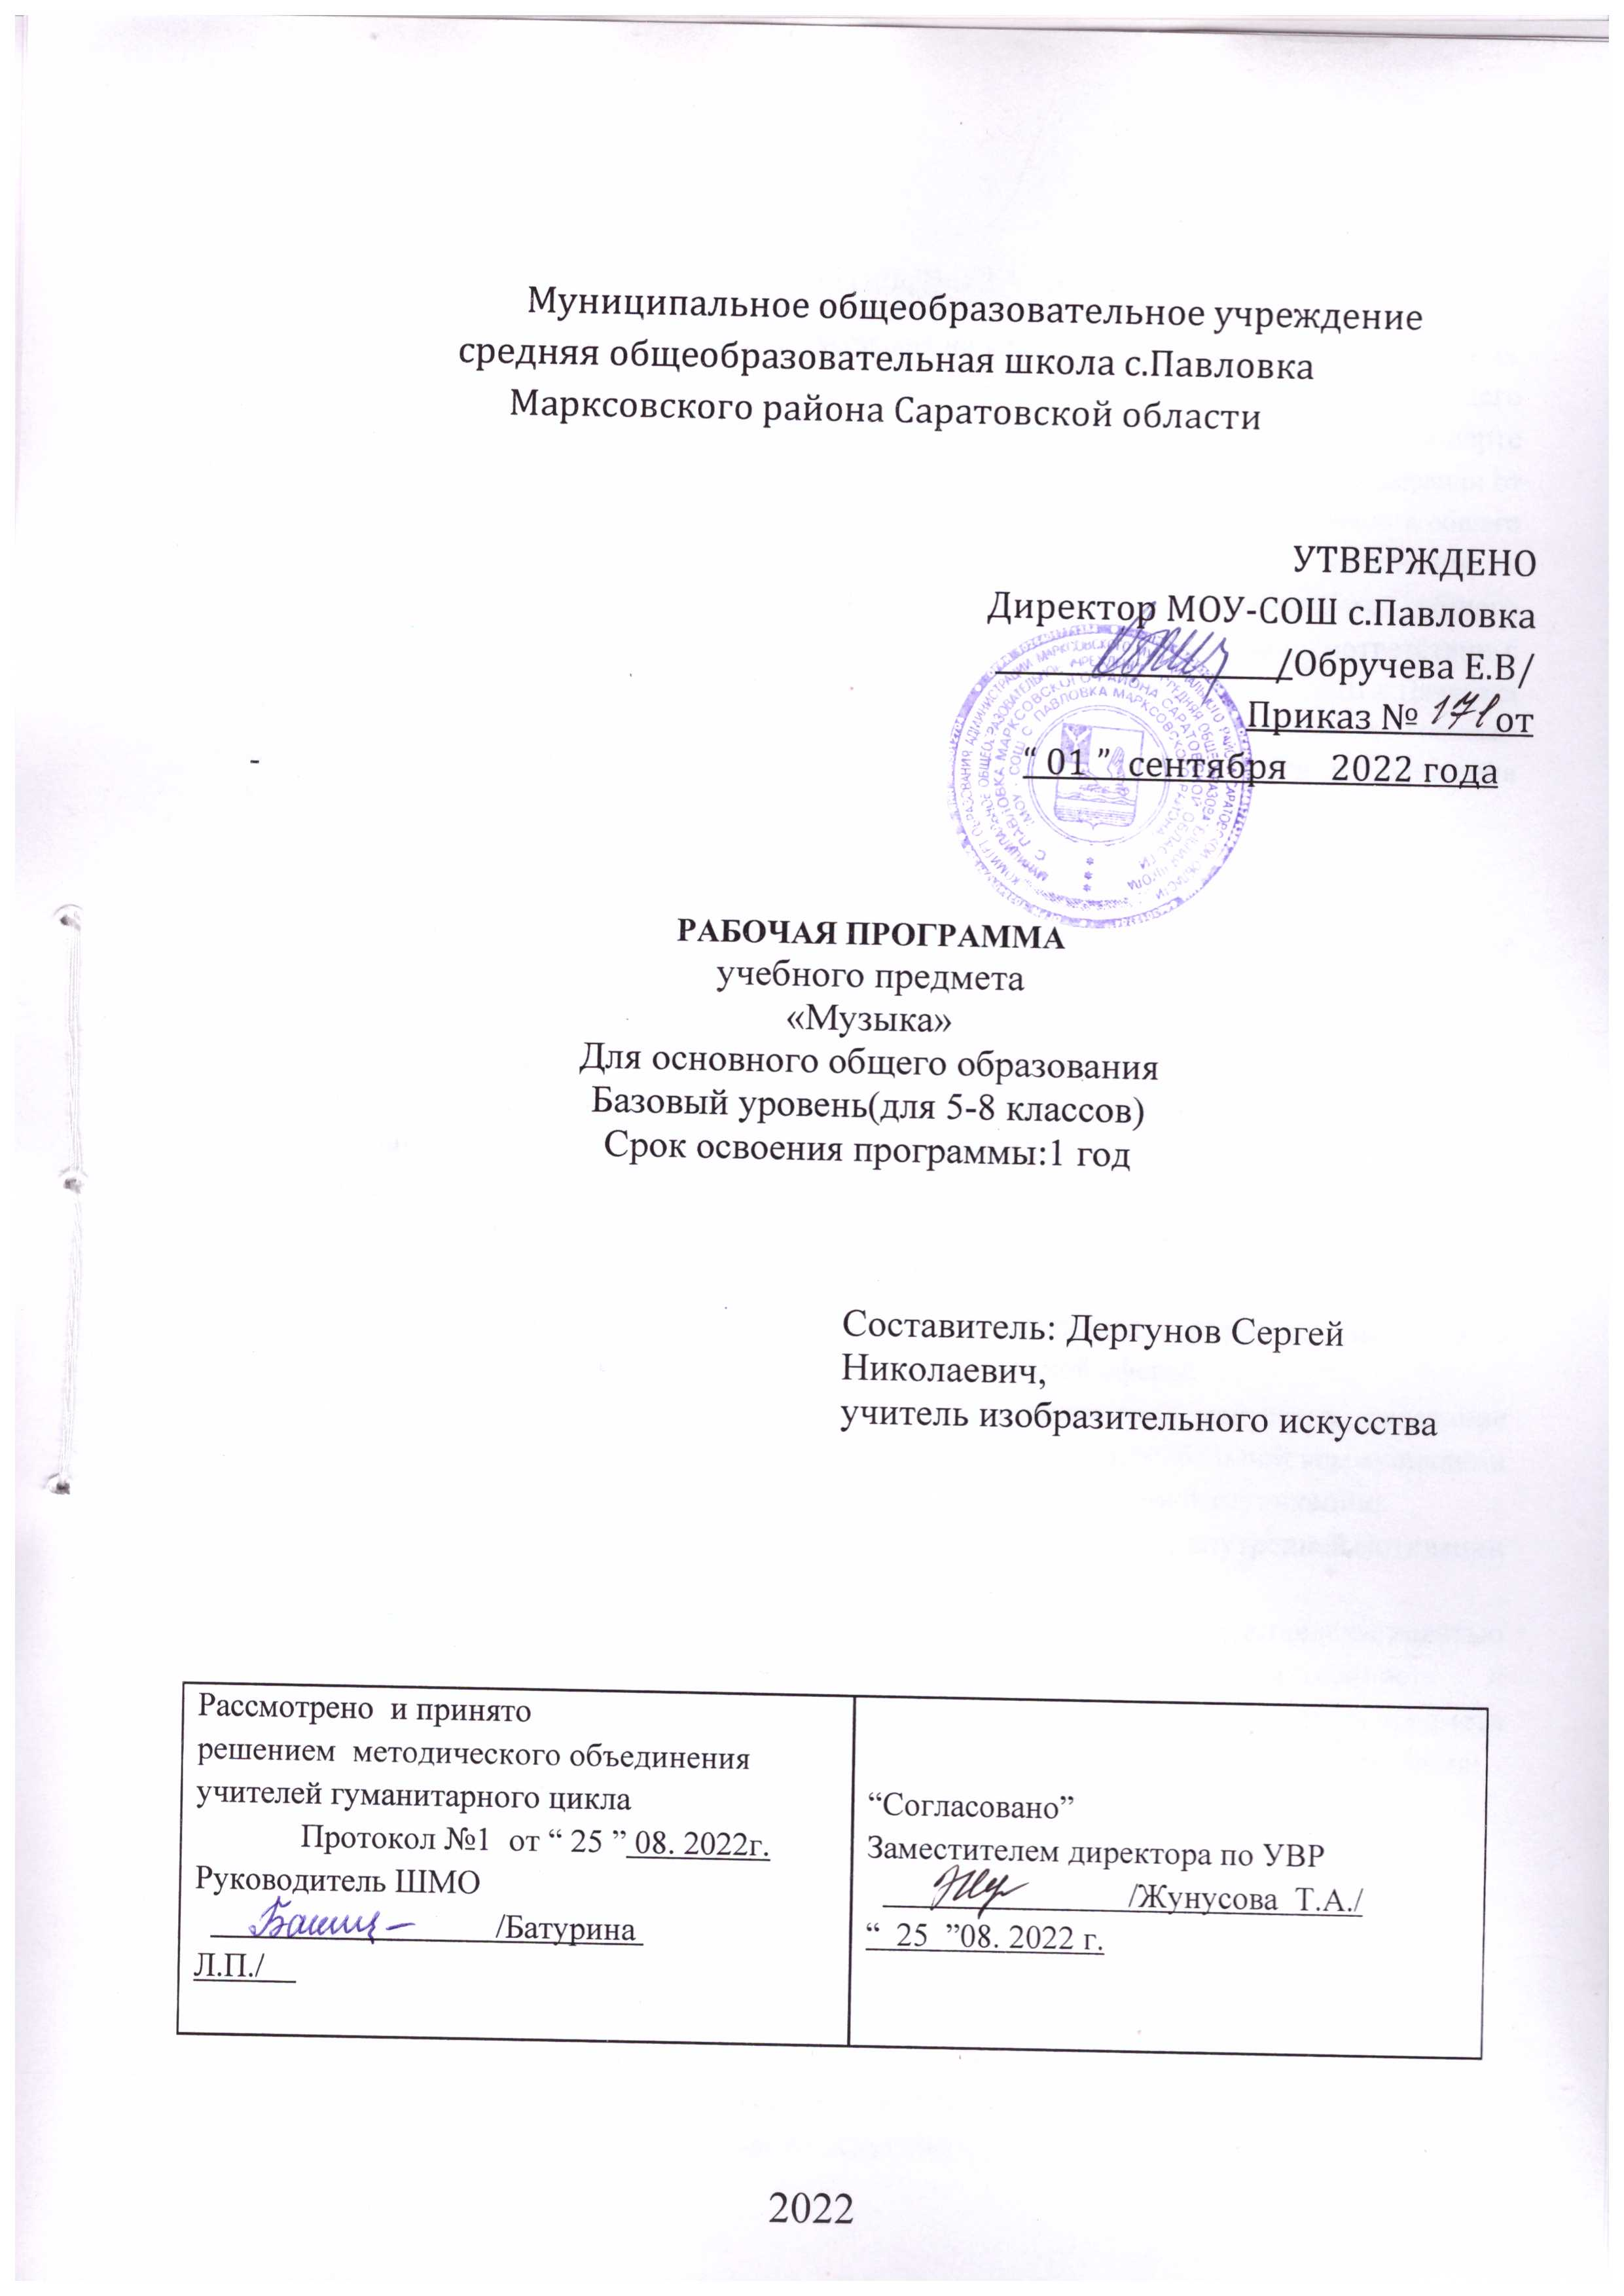 Муниципальное общеобразовательное учреждение
средняя общеобразовательная школа с.Павловка
Марксовского района Саратовской области
УТВЕРЖДЕНО
Директор МОУ-СОШ с.Павловка
/Обручева Е.В/
Приказ № 171 от
“ 01 ” сентября 2022 года
РАБОЧАЯ ПРОГРАММА
учебного предмета
«Музыка»
Для основного общего образования
Базовый уровень(для 5-8 классов)
Срок освоения программы:1 год
Составитель: Дергунов Сергей
Николаевич,
учитель изобразительного искусства
Рассмотрено и принято
решением методического объединения
учителей гуманитарного цикла
Протокол №1 от “ 25 ” 08. 2022г.
Руководитель ШМО
/Батурина
Л.П./
“Согласовано”
Заместителем директора по УВР
/Жунусова Т.А./
“ 25 ”08. 2022 г.
2022